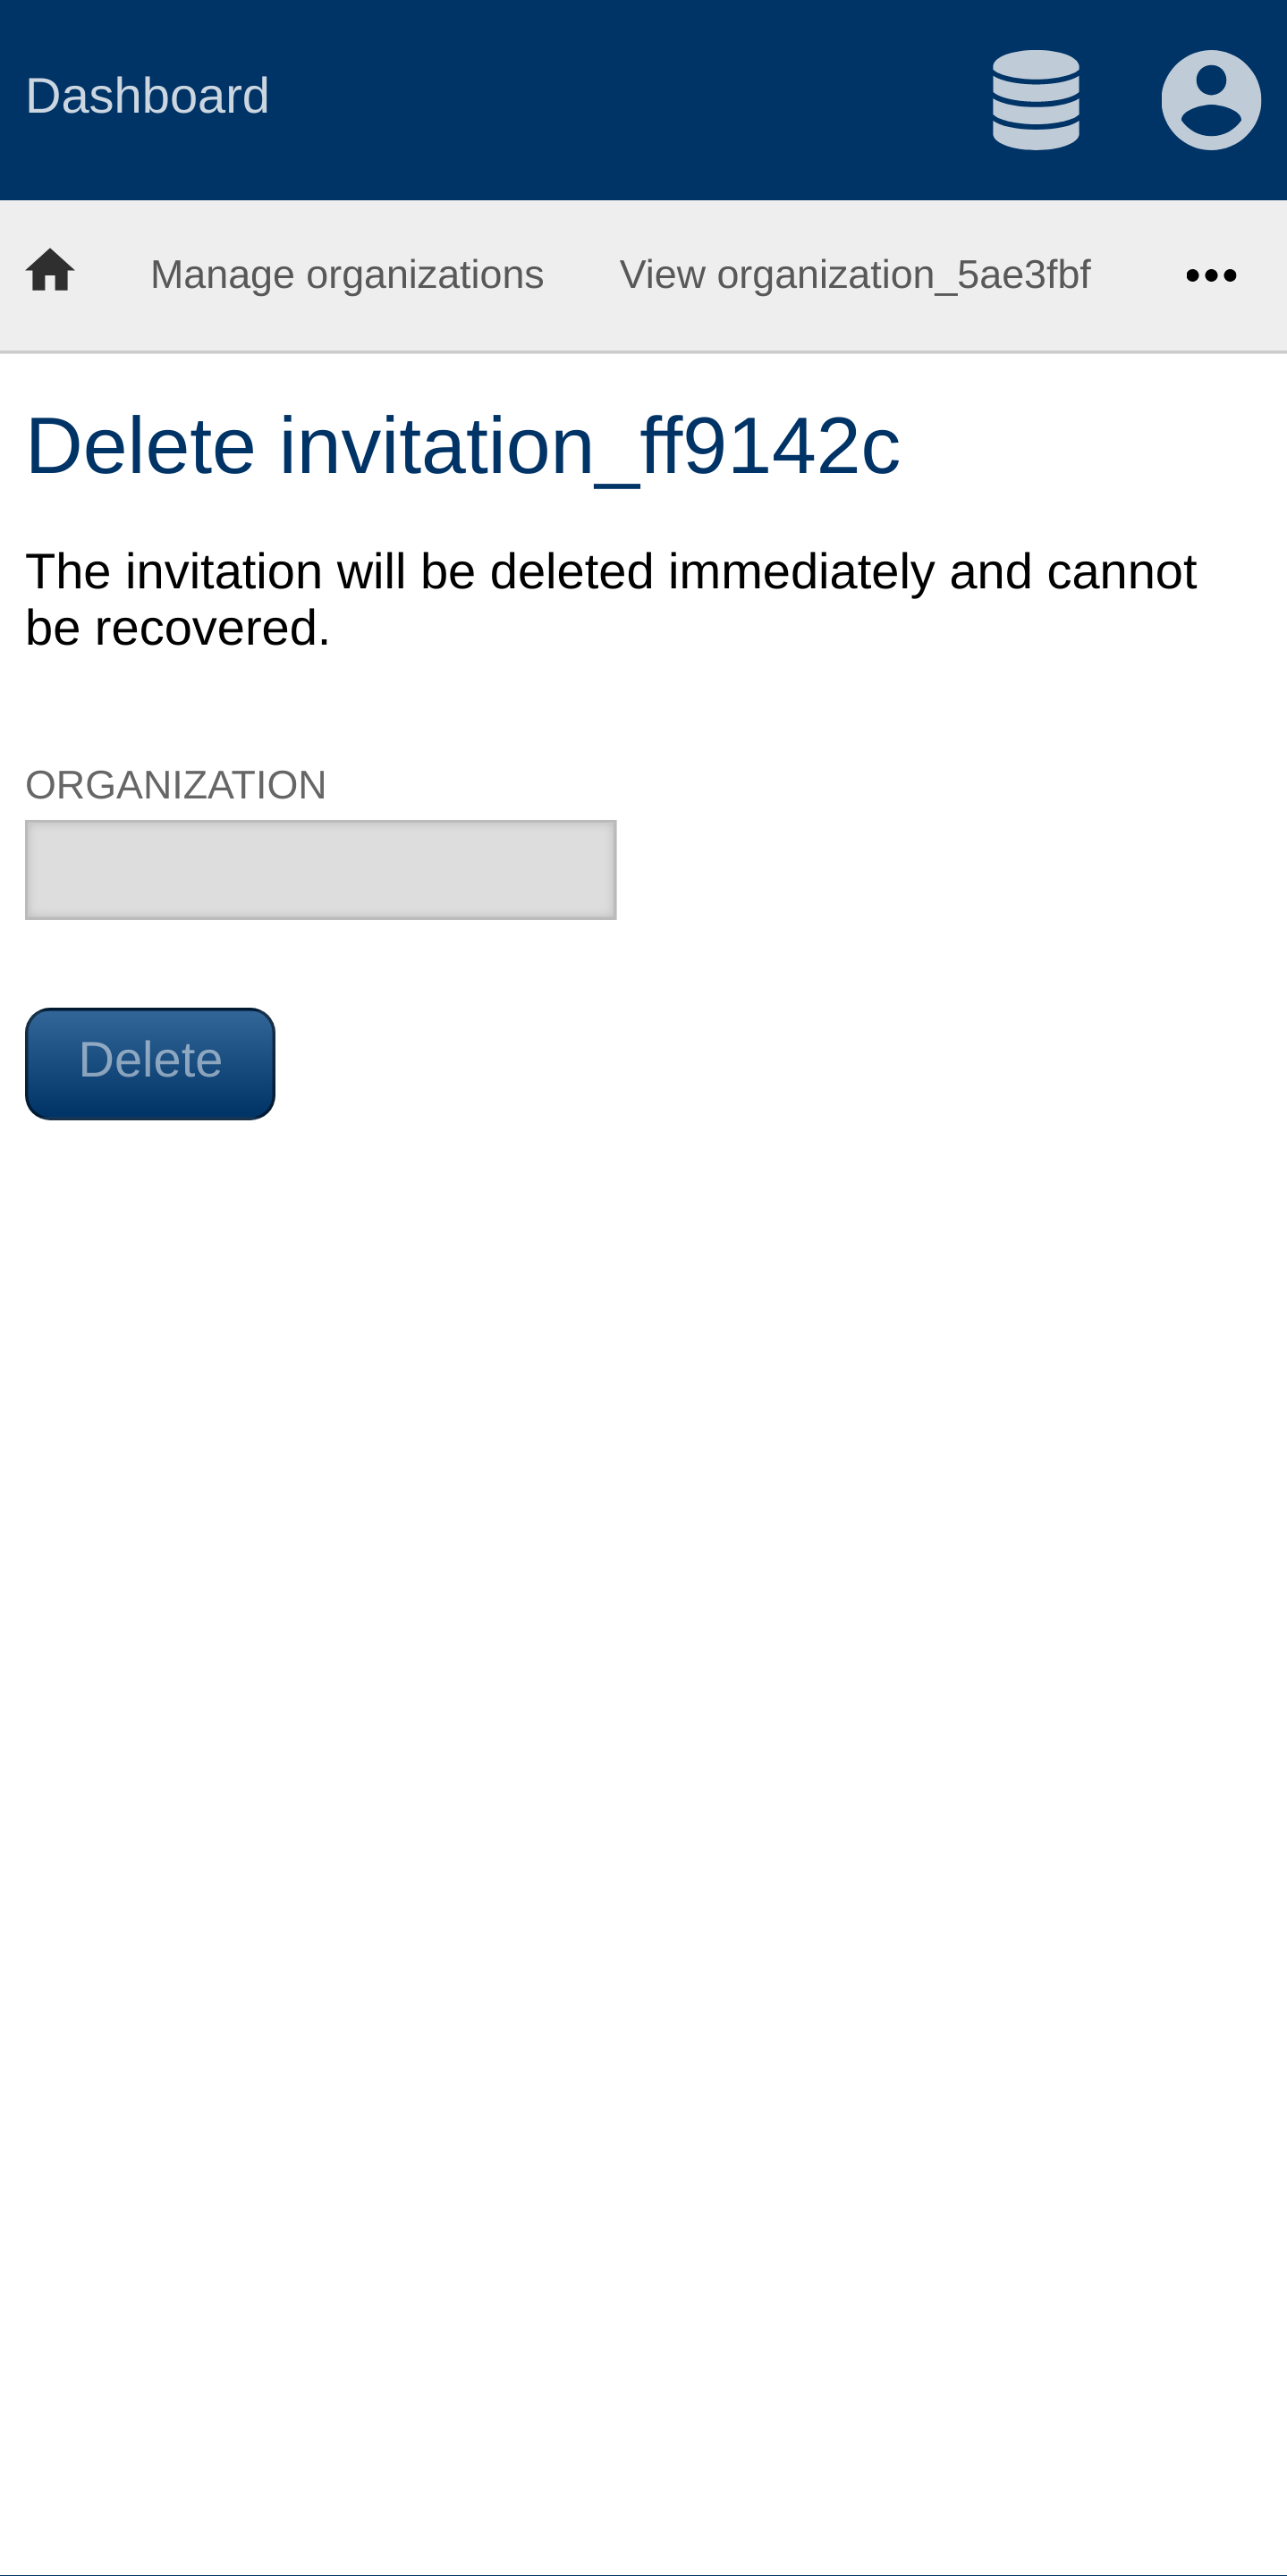 Dashboard
Manage organizations View organization_5ae3fbf
Delete invitation_ff9142c
The invitation will be deleted immediately and cannot
be recovered.
ORGANIZATION
Delete